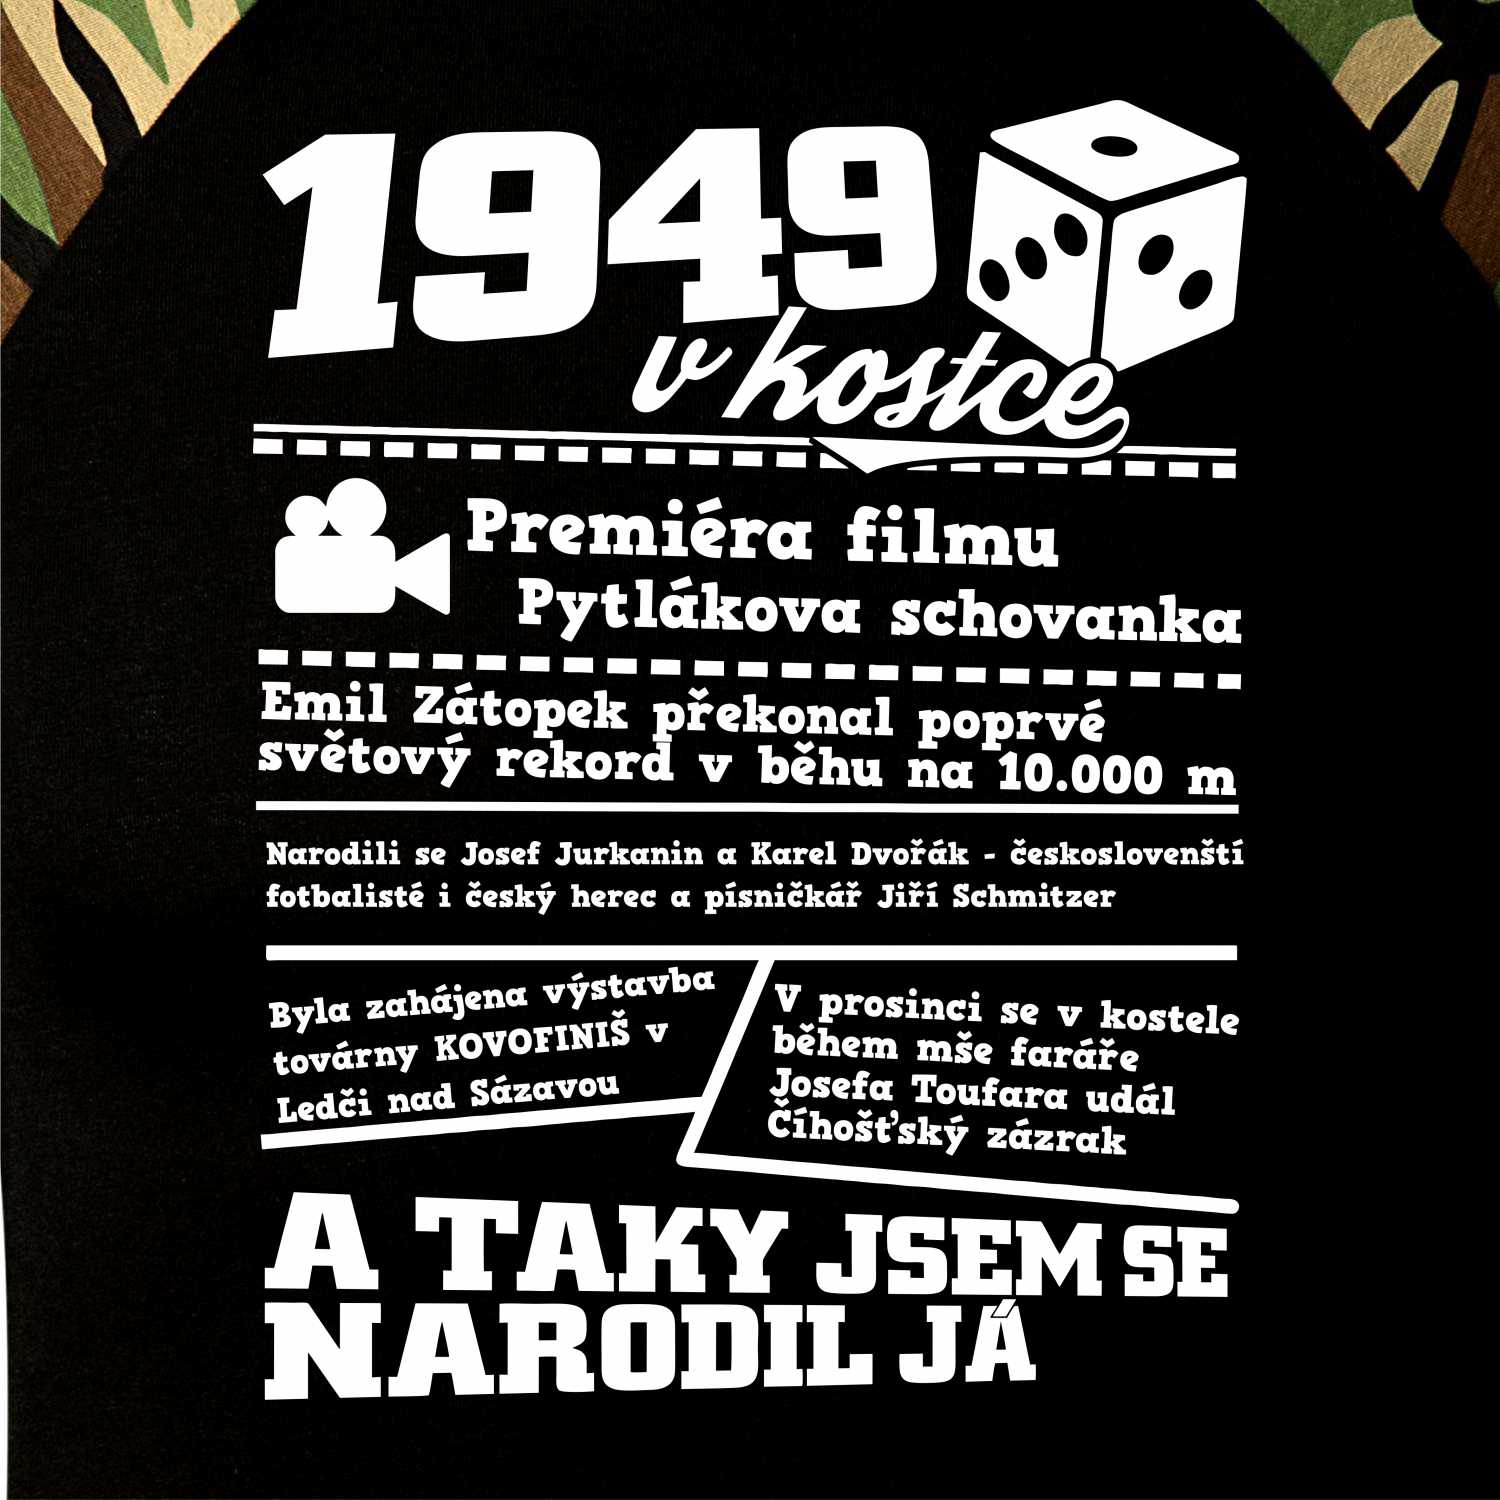 1949
v kostce
Premiéra filmu
Pytlákova schovanka
Emil Zátopek překonal poprvé
světový rekord v běhu na 10.000 m
Narodili se Josef Jurkanin a Karel Dvořák - českoslovenští
fotbalisté i český herec a písničkář Jiří Schmitzer
Byla zahájena výstavba
továrny KOVOFINIŠ v
Ledči nad Sázavou
V prosinci se v kostele
během mše faráře
Josefa Toufara udál
Číhošťský zázrak
A TAKY JSEM SE
NARODIL JÁ